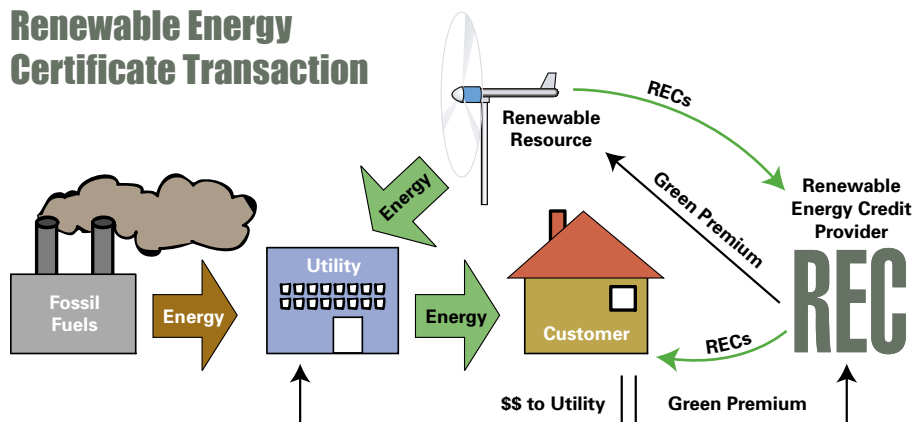 Renewable Energy
Certificate Transaction
RECs
Renewable
Resource
Energy
Green Premium
Renewable
Energy Credit
Provider
REC
Utility
Fossil
Fuels
Energy
Energy
Customer
RECs
$$ to Utility
Green Premium